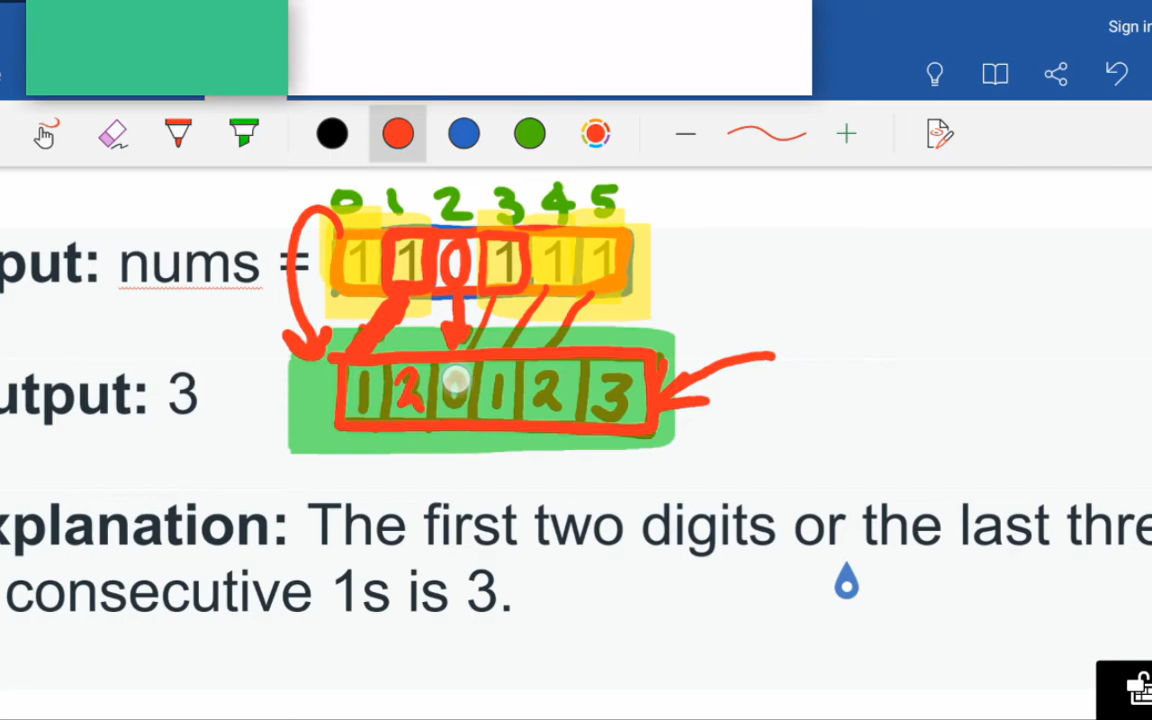 Sign in
0 1 2 3 4 5
put: nums = 1 1 0 1 1 1
1 2 0 1 2 3
utput: 3
xplanation: The first two digits or the last thre
consecutive 1s is 3.